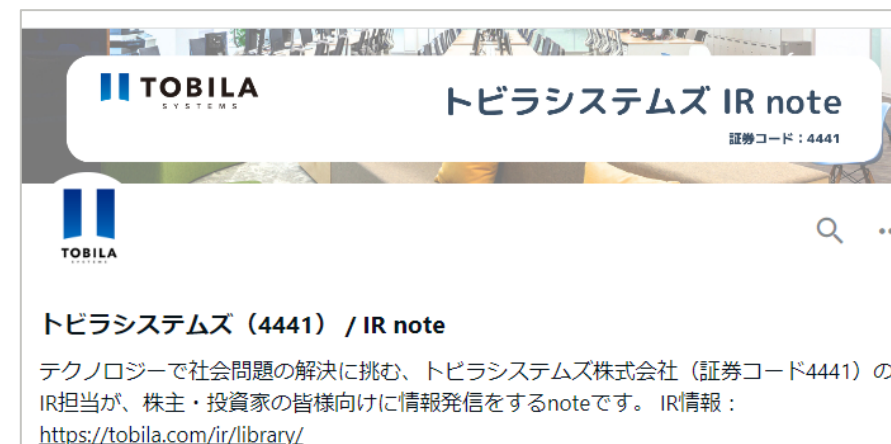 TOBILA
SYSTEMS
トビラシステムズ IR note
証券コード：4441
TOBILA
SYSTEMS
トビラシステムズ（4441） / IR note
テクノロジーで社会問題の解決に挑む、トビラシステムズ株式会社（証券コード4441）の
IR担当が、株主・投資家の皆様向けに情報発信をするnoteです。 IR情報：
https://tobila.com/ir/library/